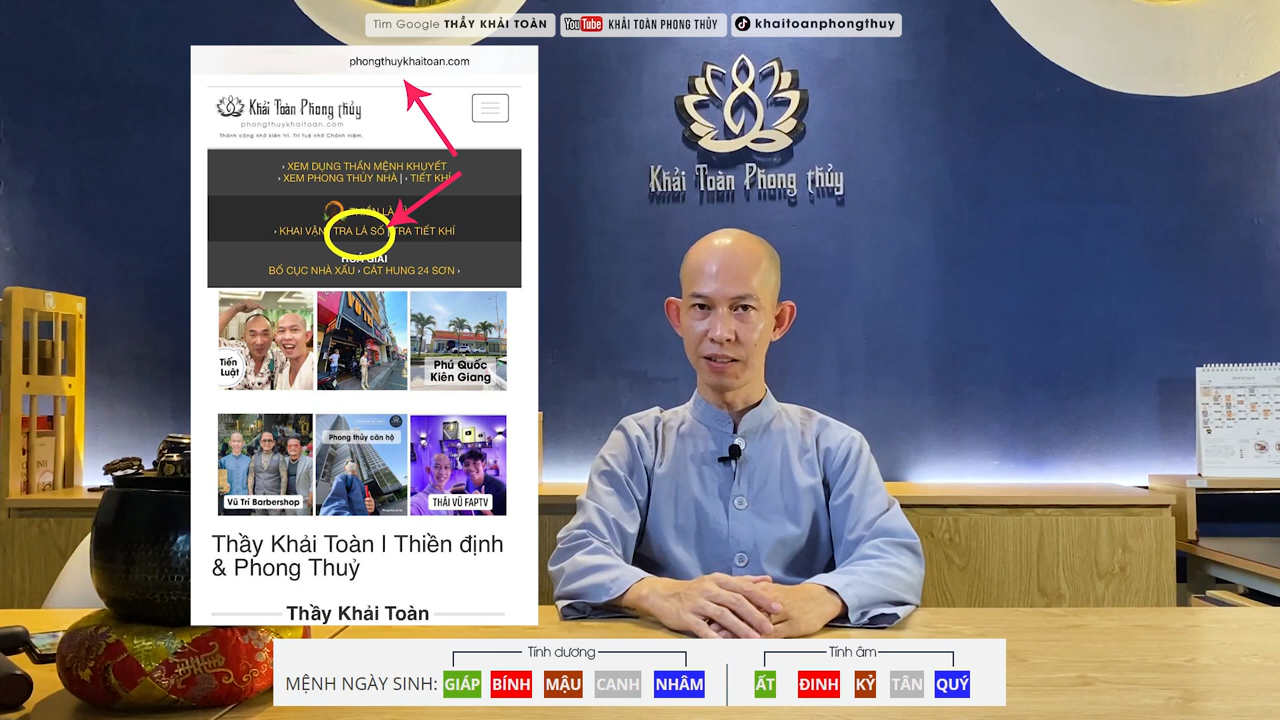 Tìm Google THẦY KHẢI TOÀN
YouTube KHẢI TOÀN PHONG THỦY
khaitoanphongthuy
phongthuykhaitoan.com
Khải Toàn Phong thủy
phongthuykhaitoan.com
Thành công nhờ kiên trì. Trí tuệ nhờ Chánh niệm.
› XEM DỤNG THẦN MỆNH KHUYẾT
› XEM PHONG THỦY NHÀ | › TIẾT KHÍ
THIỀN LÀ GÌ
› KHAI VẬN TRA LÁ SỐ TRA TIẾT KHÍ
HOÁ GIẢI
BỐ CỤC NHÀ XẤU › CÁT HUNG 24 SƠN ›
Tiến
Luật
Phú Quốc
Kiên Giang
Vũ Trí Barbershop
Phong thủy căn hộ
THÁI VŨ FAPTV
Thầy Khải Toàn | Thiền định
& Phong Thuỷ
Thầy Khải Toàn
Khải Toàn Phong thủy
Tính dương
Tính âm
MỆNH NGÀY SINH: GIÁP BÍNH MẬU CANH NHÂM ẤT ĐINH KỶ TÂN QUÝ